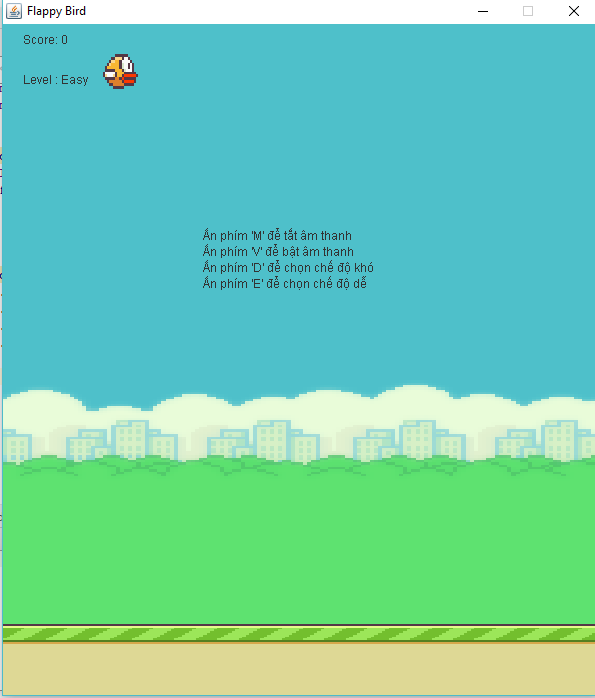 Flappy Bird
Score: 0
Level : Easy
Ấn phím 'M' để tắt âm thanh
Ấn phím 'V' để bật âm thanh
Ấn phím 'D' để chọn chế độ khó
Ấn phím 'E' để chọn chế độ dễ